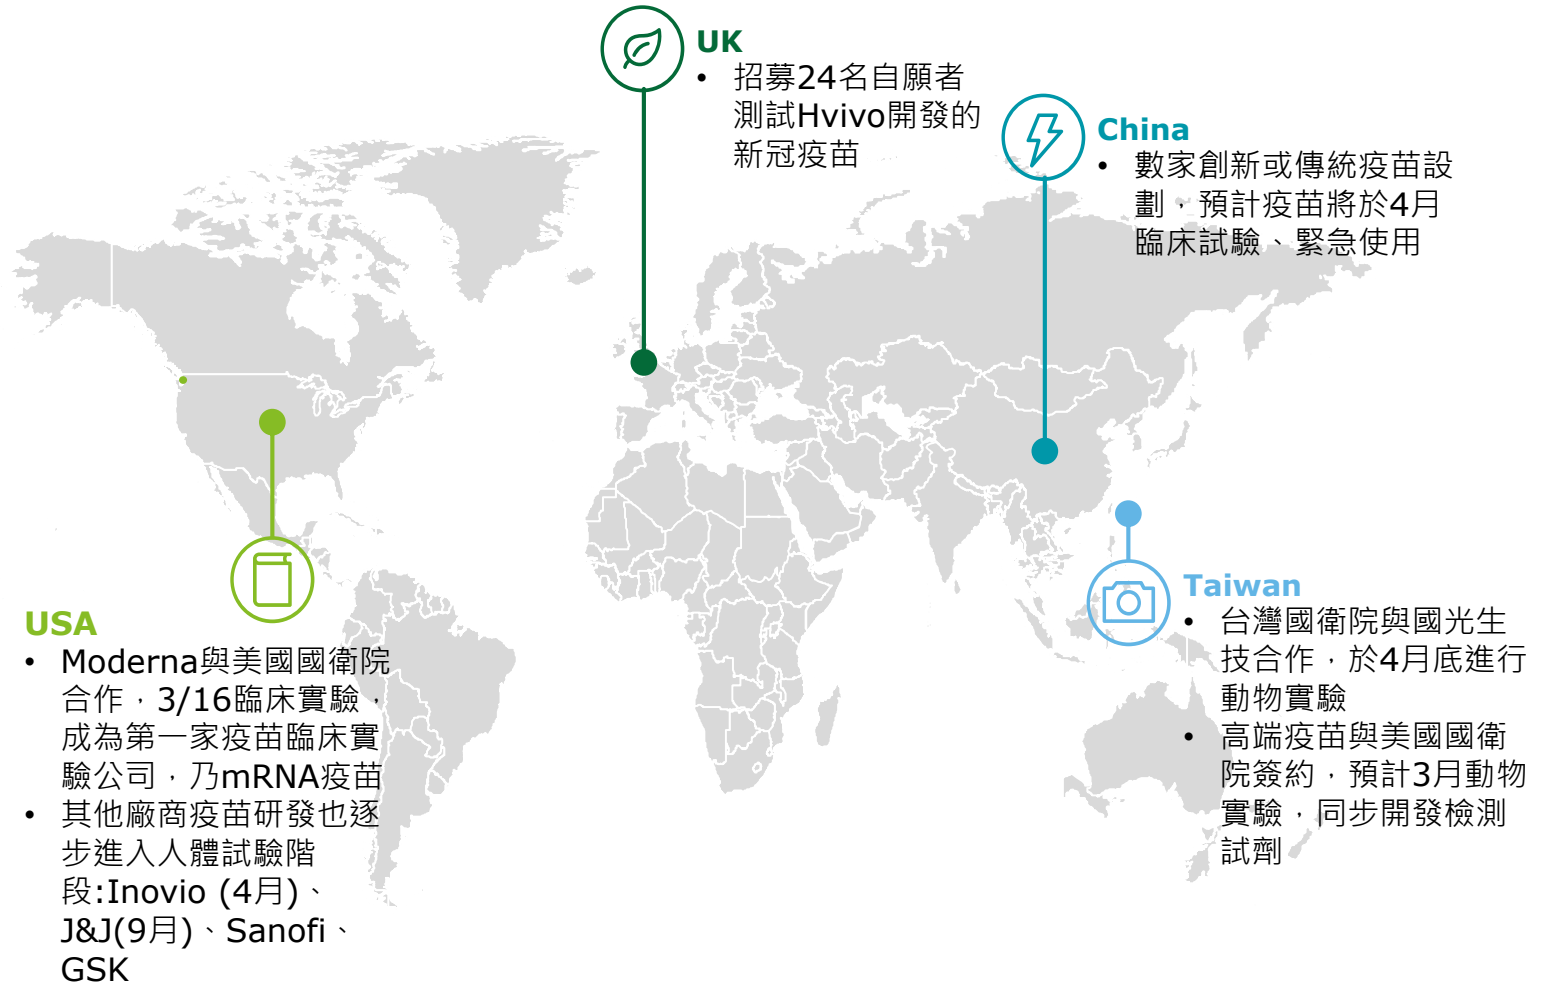 UK
• 招募24名自願者
測試Hvivo開發的
新冠疫苗
China
• 數家創新或傳統疫苗設
劃，預計疫苗將於4月
臨床試驗、緊急使用
Taiwan
• 台灣國衛院與國光生
技合作，於4月底進行
動物實驗
• 高端疫苗與美國國衛
院簽約，預計3月動物
實驗，同步開發檢測
試劑
USA
• Moderna與美國國衛院
合作，3/16臨床實驗，
成為第一家疫苗臨床實
驗公司，乃mRNA疫苗
• 其他廠商疫苗研發也逐
步進入人體試驗階
段:Inovio (4月)、
J&J(9月)、Sanofi、
GSK